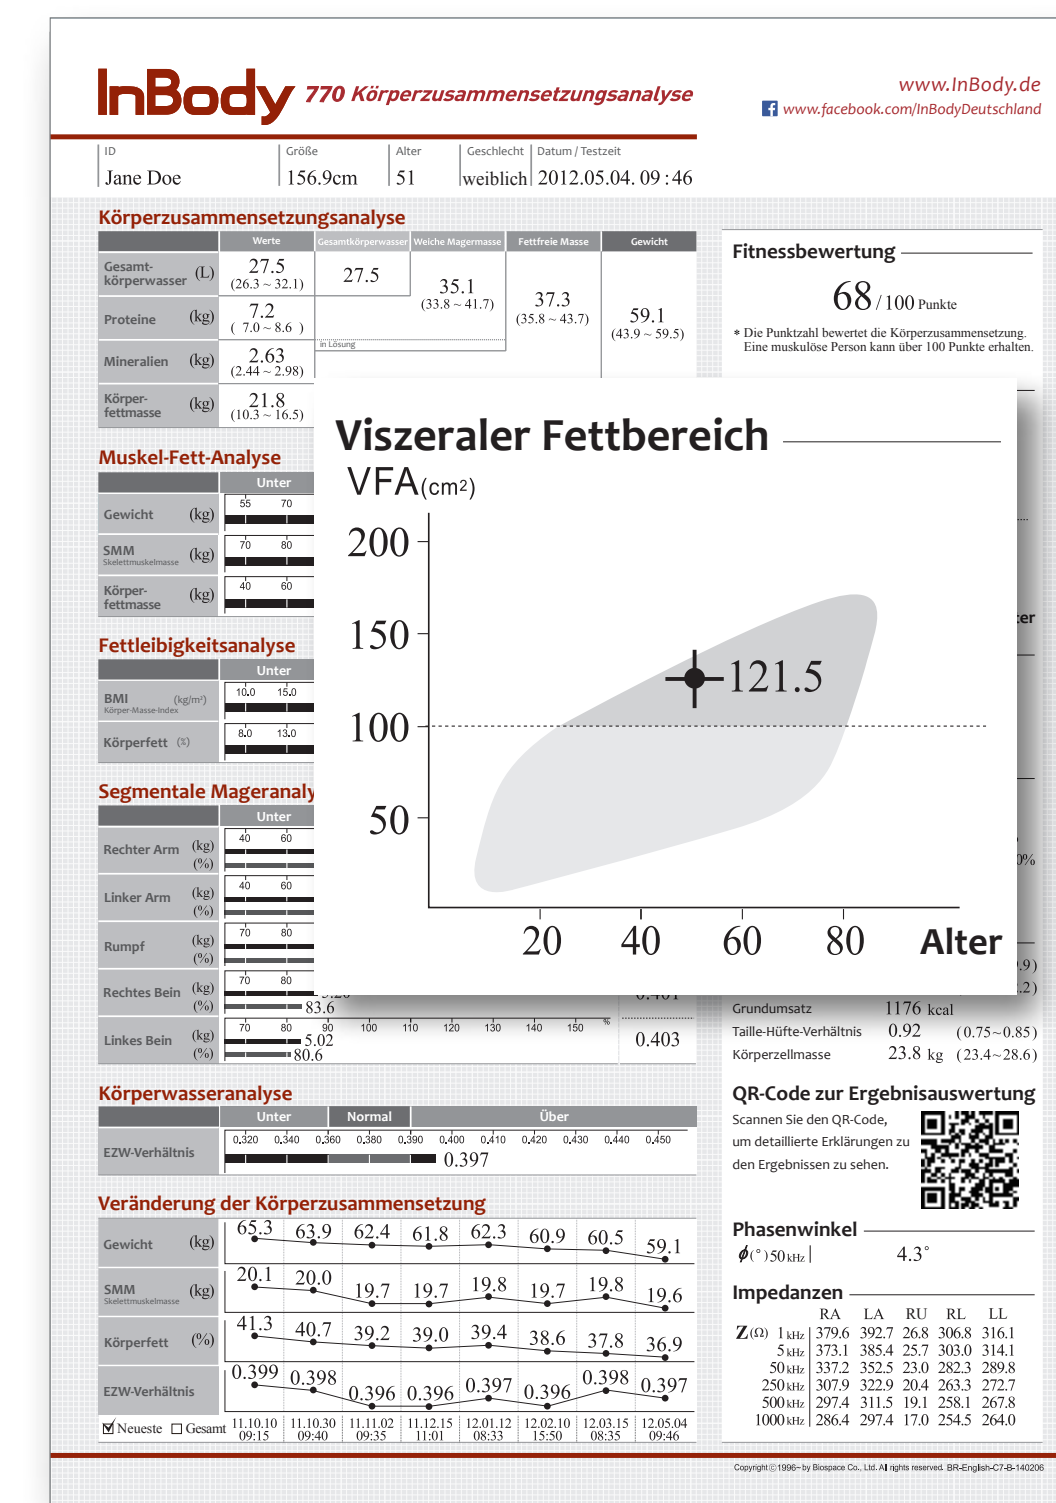 InBody 770 Körperzusammensetzungsanalyse
www.InBody.de
www.facebook.com/InBodyDeutschland
ID Größe Alter Geschlecht Datum / Testzeit
Jane Doe 156.9cm 51 weiblich 2012.05.04. 09:46
Körperzusammensetzungsanalyse
Werte Gesamtkörperwasser Weiche Magermasse Fettfreie Masse Gewicht
Gesamt-
körperwasser (L) 27.5 (26.3 ~ 32.1) 27.5
35.1 (33.8 ~ 41.7)
37.3 (35.8 ~ 43.7)
59.1 (43.9 ~ 59.5)
Proteine (kg) 7.2 ( 7.0 ~ 8.6 )
in Lösung
Mineralien (kg) 2.63 (2.44 ~ 2.98)
Körper-
fettmasse (kg) 21.8 (10.3 ~ 16.5)
Fitnessbewertung
68/100 Punkte
* Die Punktzahl bewertet die Körperzusammensetzung.
Eine muskulöse Person kann über 100 Punkte erhalten.
Muskel-Fett-Analyse
Unter
Gewicht (kg) 55 70
SMM (kg) 70 80
Skelettmuskelmasse
Körper-
fettmasse (kg) 40 60
Fettleibigkeitsanalyse
Unter
BMI (kg/m²) 10.0 15.0
Körper-Masse-Index
Körperfett (%) 8.0 13.0
Viszeraler Fettbereich
VFA(cm2)
200
150
121.5
100
50
20 40 60 80 Alter
ter
0%
Segmentale Mageranaly
Unter
Rechter Arm (kg) 40 60
(%)
Linker Arm (kg) 40 60
(%)
Rumpf (kg) 70 80
(%)
Rechtes Bein (kg) 70 80
(%) 83.6
Linkes Bein (kg) 70 80 90 100 110 120 130 140 150 %
5.02
(%) 80.6
0.403
.9)
.2)
Grundumsatz 1176 kcal
Taille-Hüfte-Verhältnis 0.92 (0.75~0.85)
Körperzellmasse 23.8 kg (23.4~28.6)
Körperwasseranalyse
Unter Normal Über
EZW-Verhältnis 0.320 0.340 0.360 0.380 0.390 0.400 0.410 0.420 0.430 0.440 0.450
0.397
QR-Code zur Ergebnisauswertung
Scannen Sie den QR-Code,
um detaillierte Erklärungen zu
den Ergebnissen zu sehen.
Veränderung der Körperzusammensetzung
Gewicht (kg) 65.3 63.9 62.4 61.8 62.3 60.9 60.5 59.1
SMM (kg) 20.1 20.0 19.7 19.7 19.8 19.7 19.8 19.6
Skelettmuskelmasse
Körperfett (%) 41.3 40.7 39.2 39.0 39.4 38.6 37.8 36.9
EZW-Verhältnis 0.399 0.398 0.396 0.396 0.397 0.396 0.398 0.397
Neueste Gesamt 11.10.10 11.10.30 11.11.02 11.12.15 12.01.12 12.02.10 12.03.15 12.05.04
09:15 09:40 09:35 11:01 08:33 15:50 08:35 09:46
Phasenwinkel
ϕ(°) 50 kHz 4.3°
Impedanzen
RA LA RU RL LL
Z(Ω) 1 kHz 379.6 392.7 26.8 306.8 316.1
5 kHz 373.1 385.4 25.7 303.0 314.1
50 kHz 337.2 352.5 23.0 282.3 289.8
250 kHz 307.9 322.9 20.4 263.3 272.7
500 kHz 297.4 311.5 19.1 258.1 267.8
1000 kHz 286.4 297.4 17.0 254.5 264.0
Copyright ⓒ 1996~ by Biospace Co., Ltd. All rights reserved. BR-English-C7-B-140206